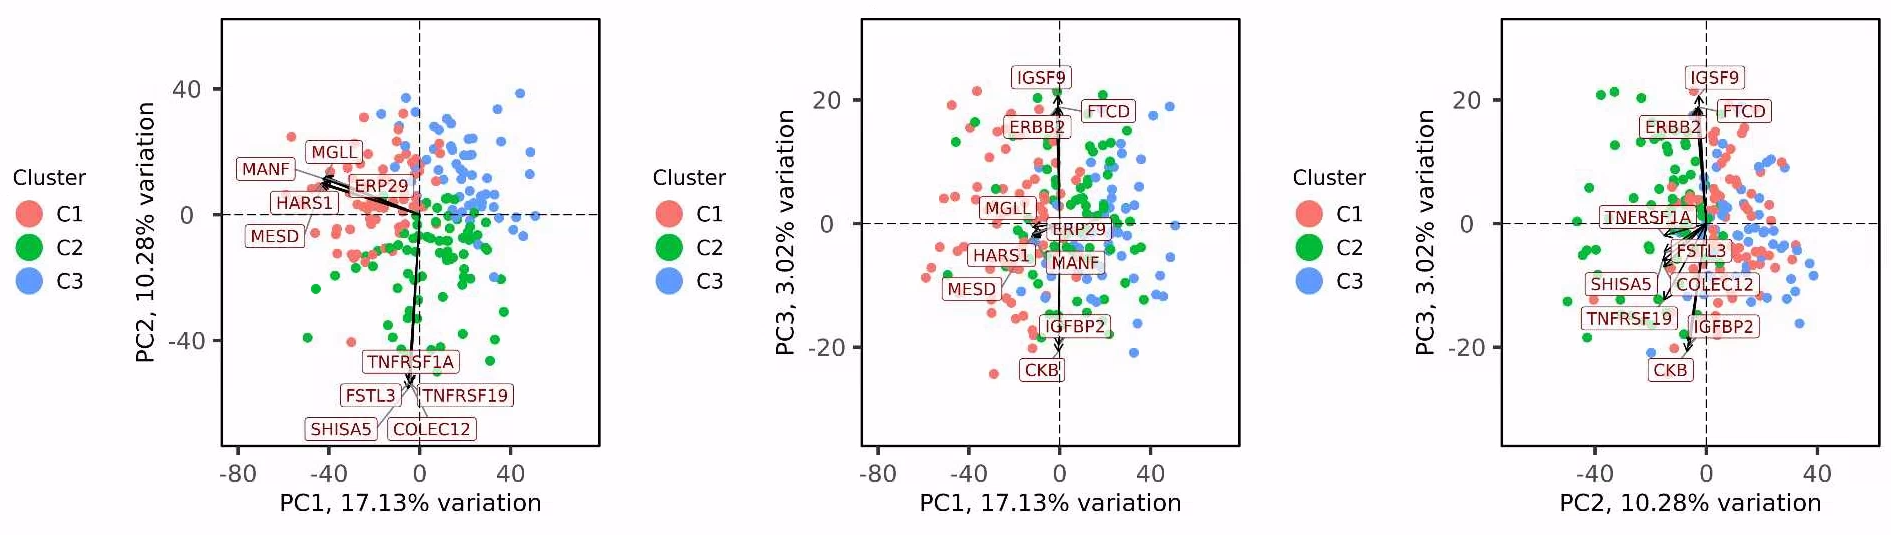 Cluster
C1
C2
C3
PC2, 10.28% variation
40
0
-40
MGLL
MANF
ERP29
HARS1
MESD
TNFRSF1A
FSTL3
TNFRSF19
SHISA5
COLEC12
-80
-40
0
40
PC1, 17.13% variation
Cluster
C1
C2
C3
PC3, 3.02% variation
20
0
-20
IGSF9
FTCD
ERBB2
MGLL
ERP29
HARS1
MANF
MESD
IGFBP2
CKB
-80
-40
0
40
PC1, 17.13% variation
Cluster
C1
C2
C3
PC3, 3.02% variation
20
0
-20
IGSF9
FTCD
ERBB2
TNFRSF1A
FSTL3
SHISA5
COLEC12
TNFRSF19
IGFBP2
CKB
-40
0
40
PC2, 10.28% variation